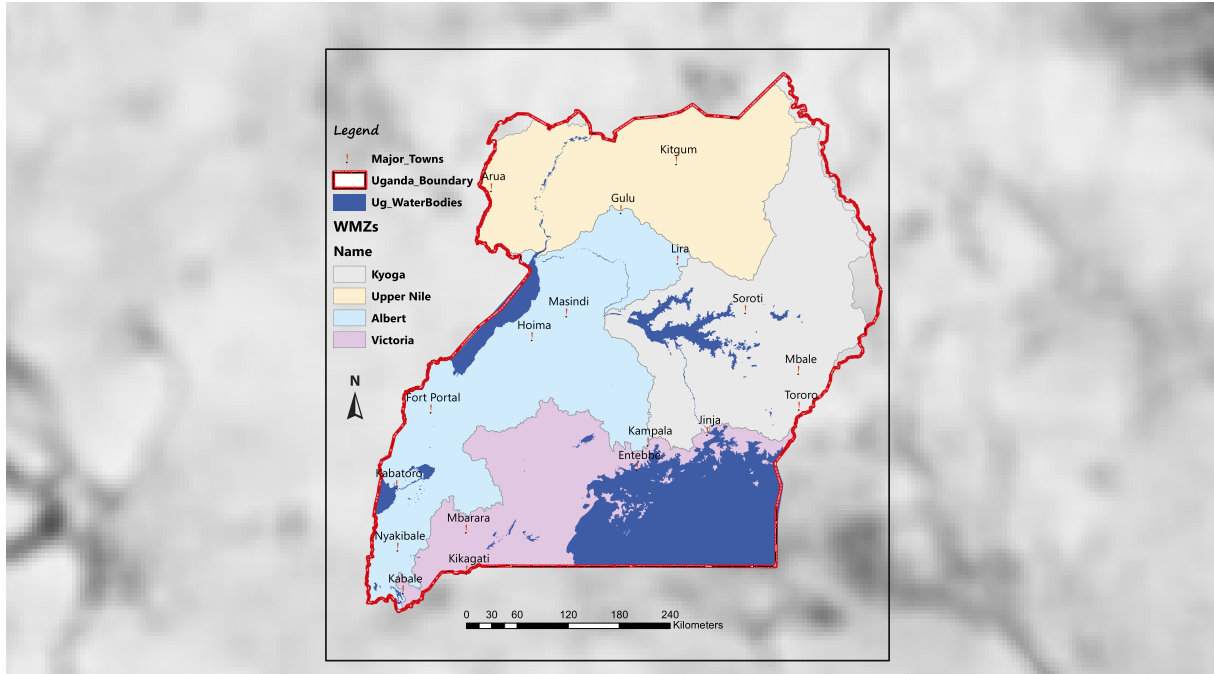 Legend
Major_Towns
Uganda_Boundary
Ug_WaterBodies
WMZs
Name
Kyoga
Upper Nile
Albert
Victoria
N
Kitgum
Arua
Gulu
Lira
Soroti
Masindi
Hoima
Mbale
Fort Portal
Tororo
Jinja
Kampala
Entebbe
Kabatoro
Mbarara
Nyakibale
Kikagati
Kabale
0 30 60 120 180 240
Kilometers